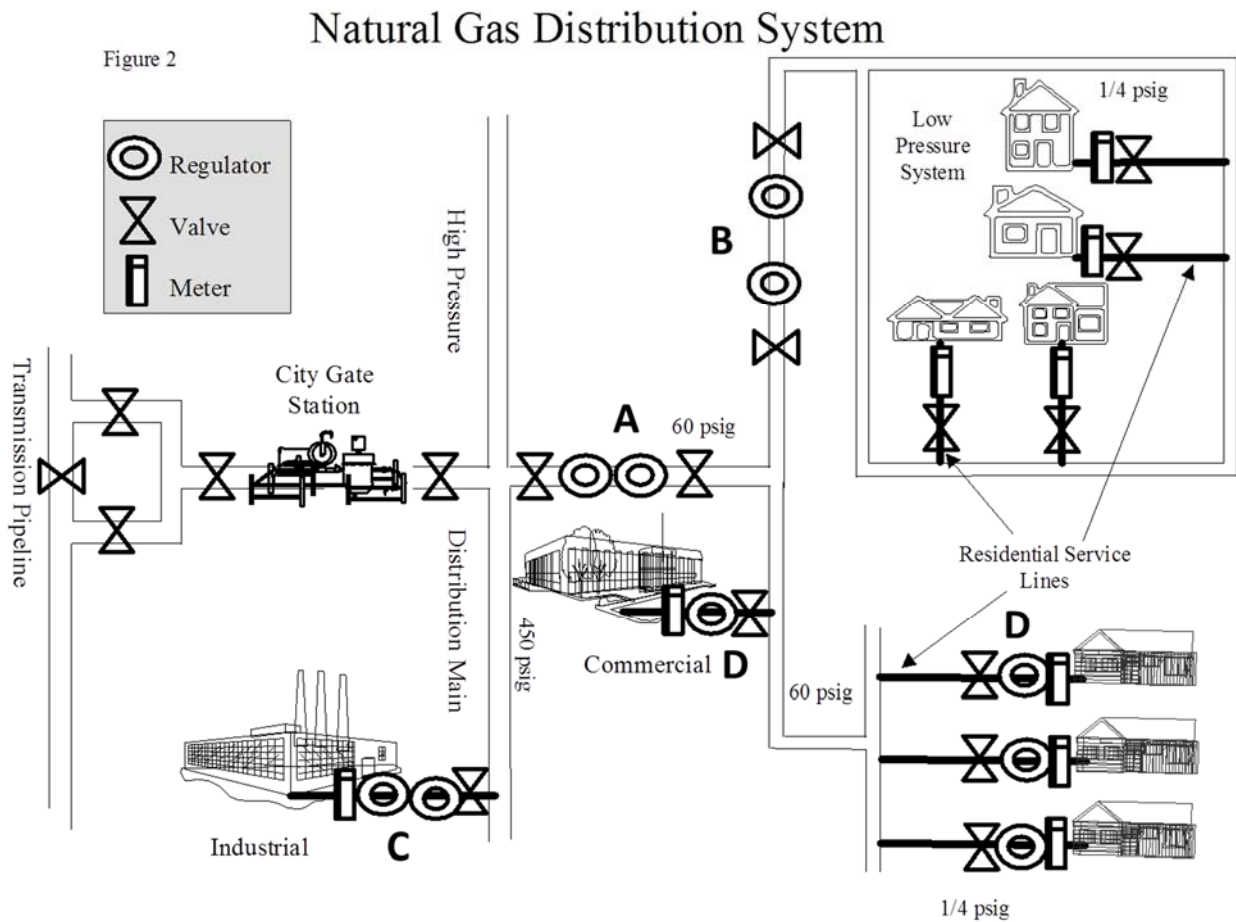 Natural Gas Distribution System
Figure 2
Regulator
Valve
Meter
Transmission Pipeline
City Gate
Station
High Pressure
Distribution Main
450 psig
A
60 psig
B
Low
Pressure
System
1/4 psig
Residential Service
Lines
Commercial
D
Industrial
C
60 psig
D
1/4 psig